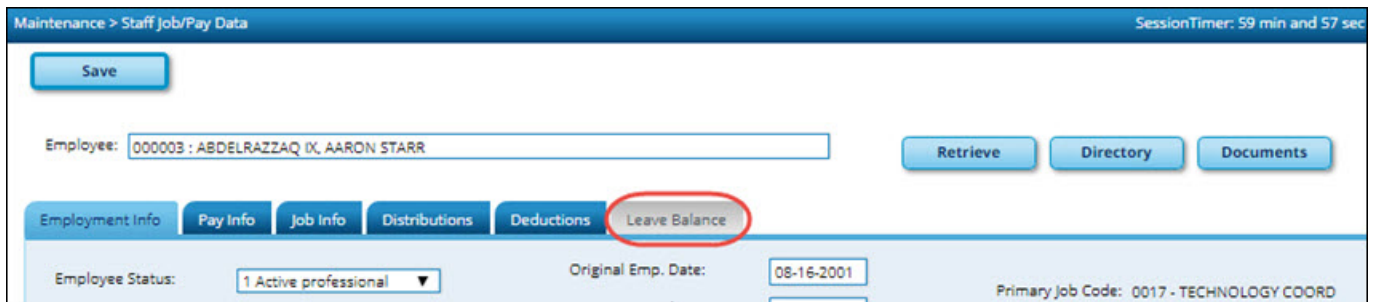 Maintenance > Staff Job/Pay Data SessionTimer: 59 min and 57 sec
Save
Employee: 000003 : ABDELRAZZAQ IX, AARON STARR Retrieve Directory Documents
Employment Info Pay Info Job Info Distributions Deductions Leave Balance
Employee Status: 1 Active professional Original Emp. Date: 08-16-2001
Primary Job Code: 0017 - TECHNOLOGY COORD